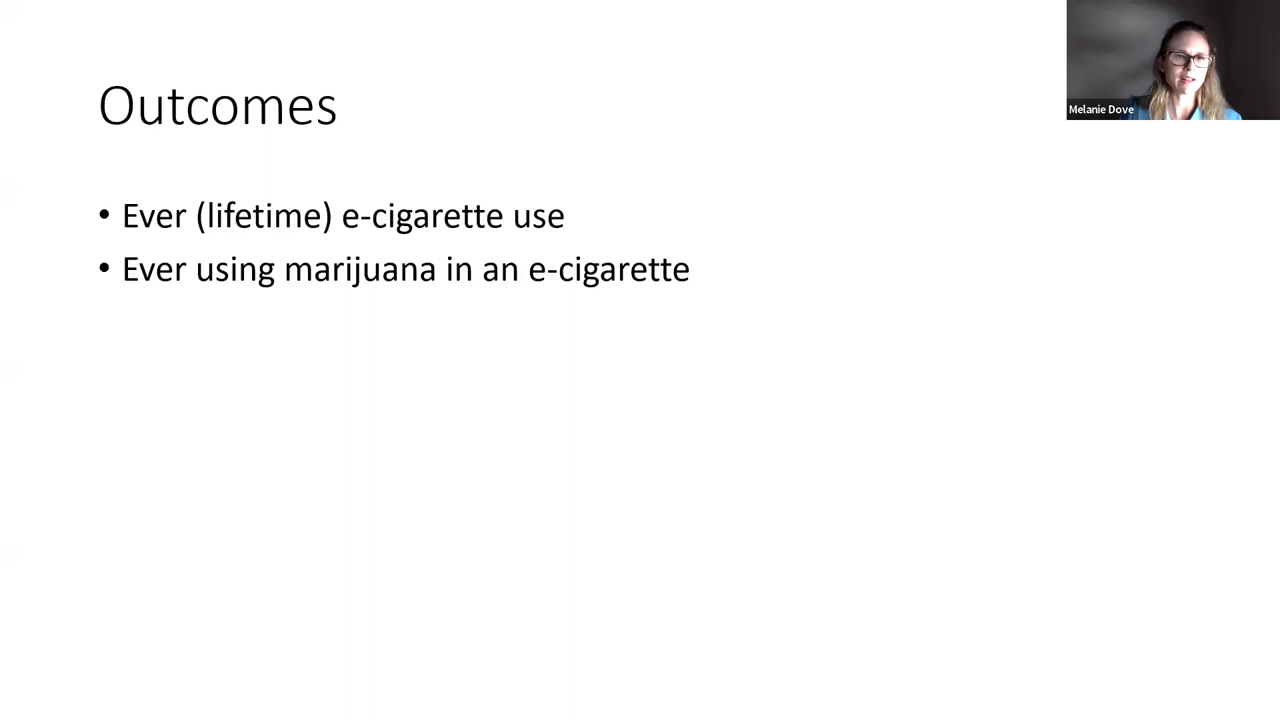 Outcomes
• Ever (lifetime) e-cigarette use
• Ever using marijuana in an e-cigarette
Melanie Dove